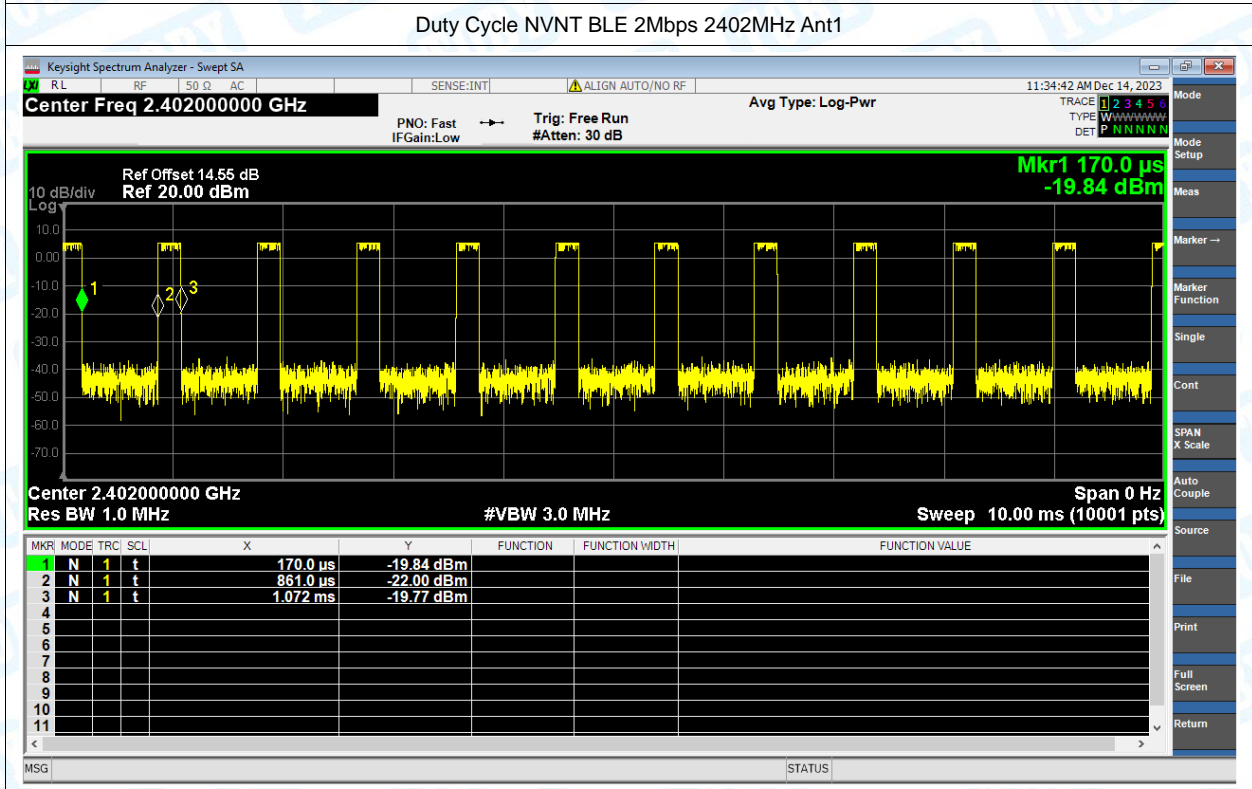 Duty Cycle NVNT BLE 2Mbps 2402MHz Ant1
Keysight Spectrum Analyzer - Swept SA
LXI RL RF 50 Ω AC SENSE:INT ALIGN AUTO/NO RF 11:34:42 AM Dec 14, 2023
Center Freq 2.402000000 GHz
PNO: Fast
IFGain:Low
Trig: Free Run
#Atten: 30 dB
Avg Type: Log-Pwr
TRACE 1 2 3 4 5 6
TYPE WWWWWWW
DET P N N N N N
Mkr1 170.0 µs
-19.84 dBm
Ref Offset 14.55 dB
10 dB/div Ref 20.00 dBm
Log
10.0
0.00
-10.0
-20.0
-30.0
-40.0
-50.0
-60.0
-70.0
1
2
3
Center 2.402000000 GHz Span 0 Hz
Res BW 1.0 MHz #VBW 3.0 MHz Sweep 10.00 ms (10001 pts)
MKR MODE TRC SCL X Y FUNCTION FUNCTION WIDTH FUNCTION VALUE
1 N 1 t 170.0 µs -19.84 dBm
2 N 1 t 861.0 µs -22.00 dBm
3 N 1 t 1.072 ms -19.77 dBm
4
5
6
7
8
9
10
11
MSG STATUS
Mode
Mode Setup
Meas
Marker →
Marker Function
Single
Cont
SPAN X Scale
Auto Couple
Source
File
Print
Full Screen
Return